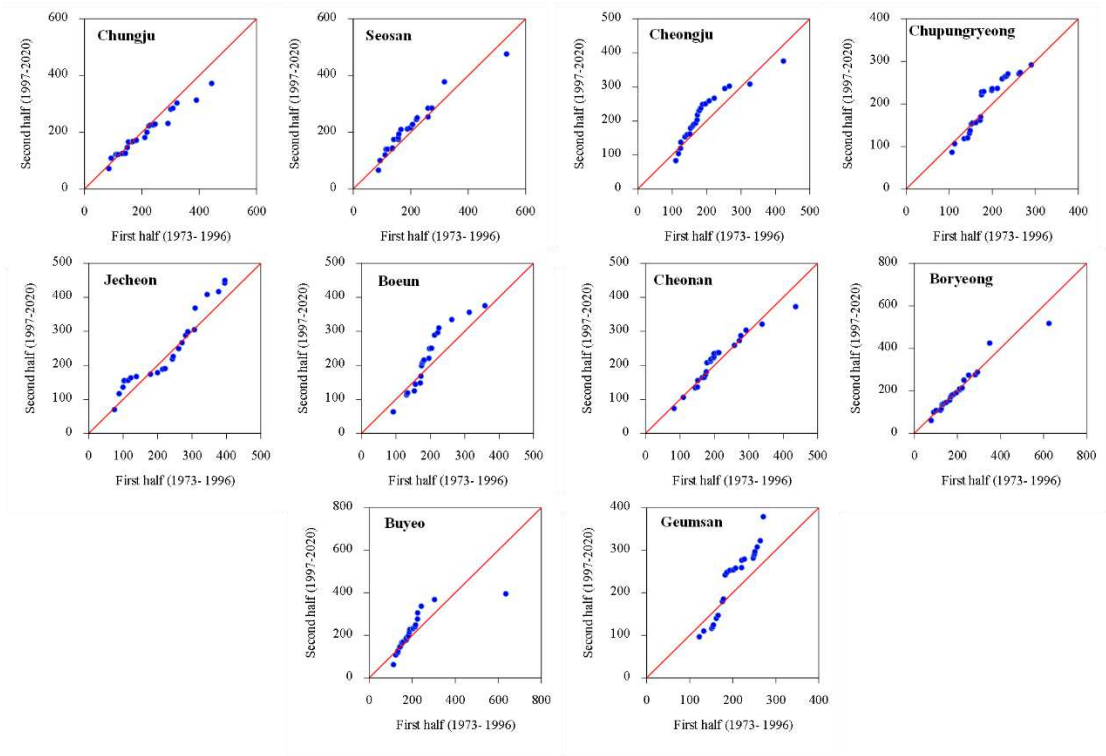 Chungju
Second half (1997-2020)
600
400
200
0
0 200 400 600
First half (1973- 1996)
Seosan
Second half (1997-2020)
600
400
200
0
0 200 400 600
First half (1973- 1996)
Cheongju
Second half (1997-2020)
500
400
300
200
100
0
0 100 200 300 400 500
First half (1973- 1996)
Chupungryeong
Second half (1997-2020)
400
300
200
100
0
0 100 200 300 400
First half (1973- 1996)
Jecheon
Second half (1997-2020)
500
400
300
200
100
0
0 100 200 300 400 500
First half (1973- 1996)
Boeun
Second half (1997-2020)
500
400
300
200
100
0
0 100 200 300 400 500
First half (1973- 1996)
Cheonan
Second half (1997-2020)
500
400
300
200
100
0
0 100 200 300 400 500
First half (1973- 1996)
Boryeong
Second half (1997-2020)
800
600
400
200
0
0 200 400 600 800
First half (1973- 1996)
Buyeo
Second half (1997-2020)
800
600
400
200
0
0 200 400 600 800
First half (1973- 1996)
Geumsan
Second half (1997-2020)
400
300
200
100
0
0 100 200 300 400
First half (1973- 1996)